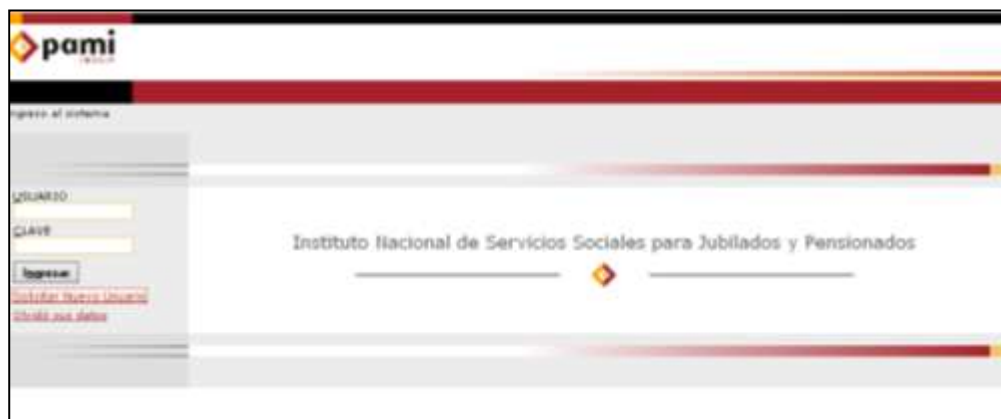 pami
Ingreso al sistema
USUARIO
CLAVE
Instituto Nacional de Servicios Sociales para Jubilados y Pensionados
Ingresar
Solicitar Nuevo Usuario
Olvidó sus datos